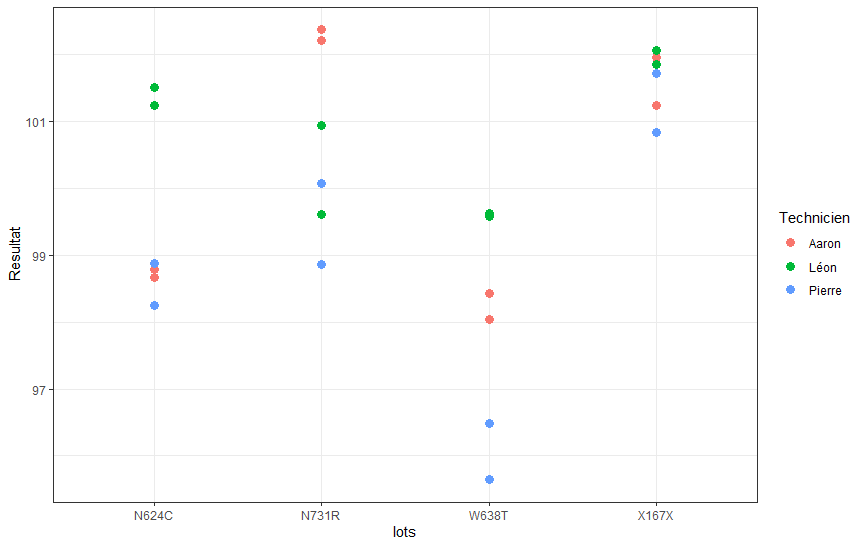 Resultat
101
99
97
N624C
N731R
W638T
X167X
lots
Technicien
Aaron
Léon
Pierre